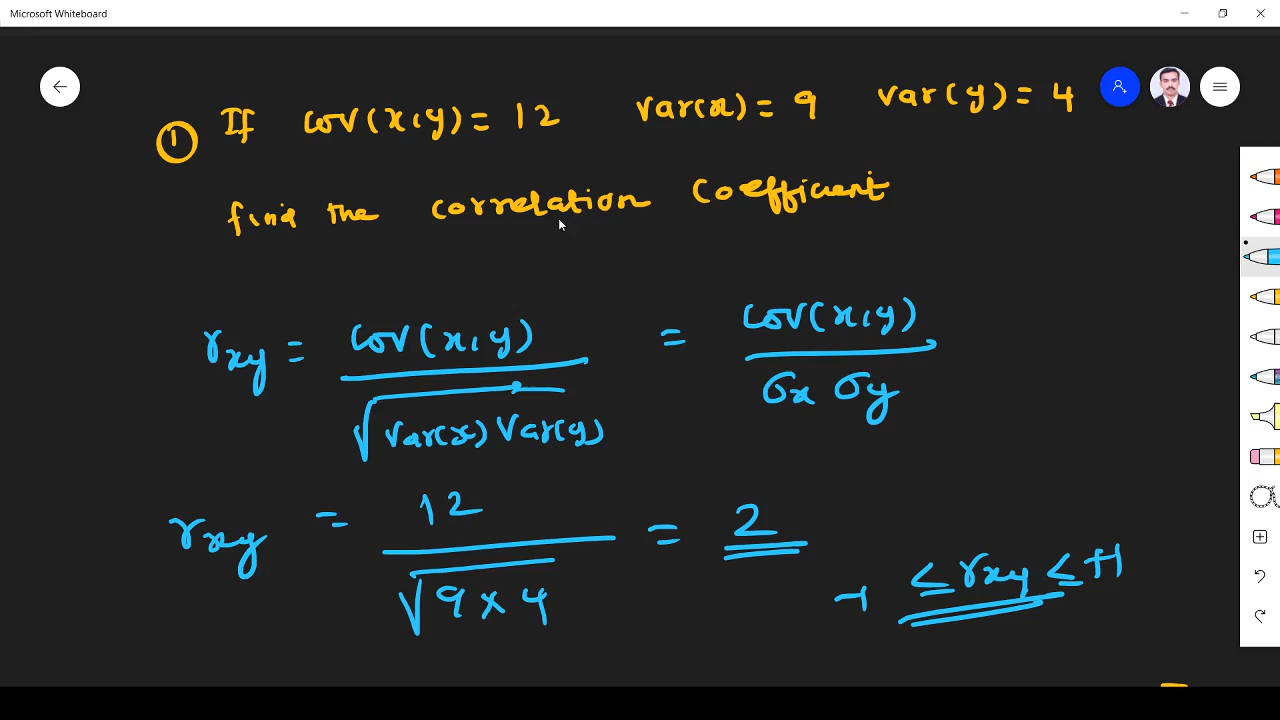 Microsoft Whiteboard
① If cov(x,y) = 12 var(x) = 9 var(y) = 4
find the correlation coefficient
rxy = cov(x,y) / √var(x) var(y) = cov(x,y) / σx σy
rxy = 12 / √9 × 4 = 2
-1 ≤ rxy ≤ +1